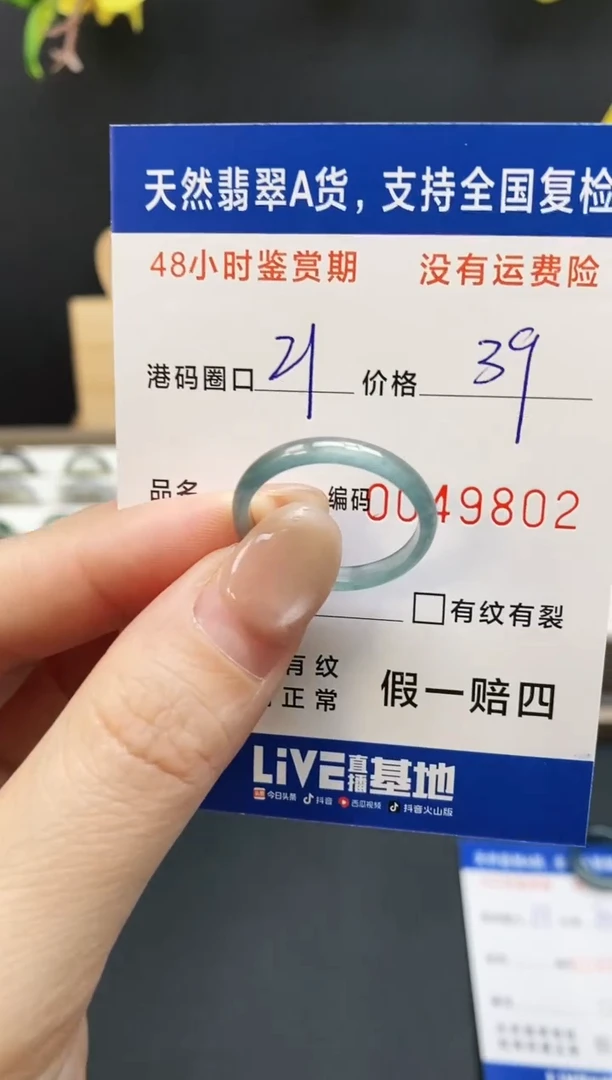 天然翡翠A货，支持全国复检
48小时鉴赏期 没有运费险
港码圈口 21 价格 39
品名 编码 0049802
有纹有裂
有纹
正常 假一赔四
LiVE直播基地
今日头条 抖音 西瓜视频 抖音火山版